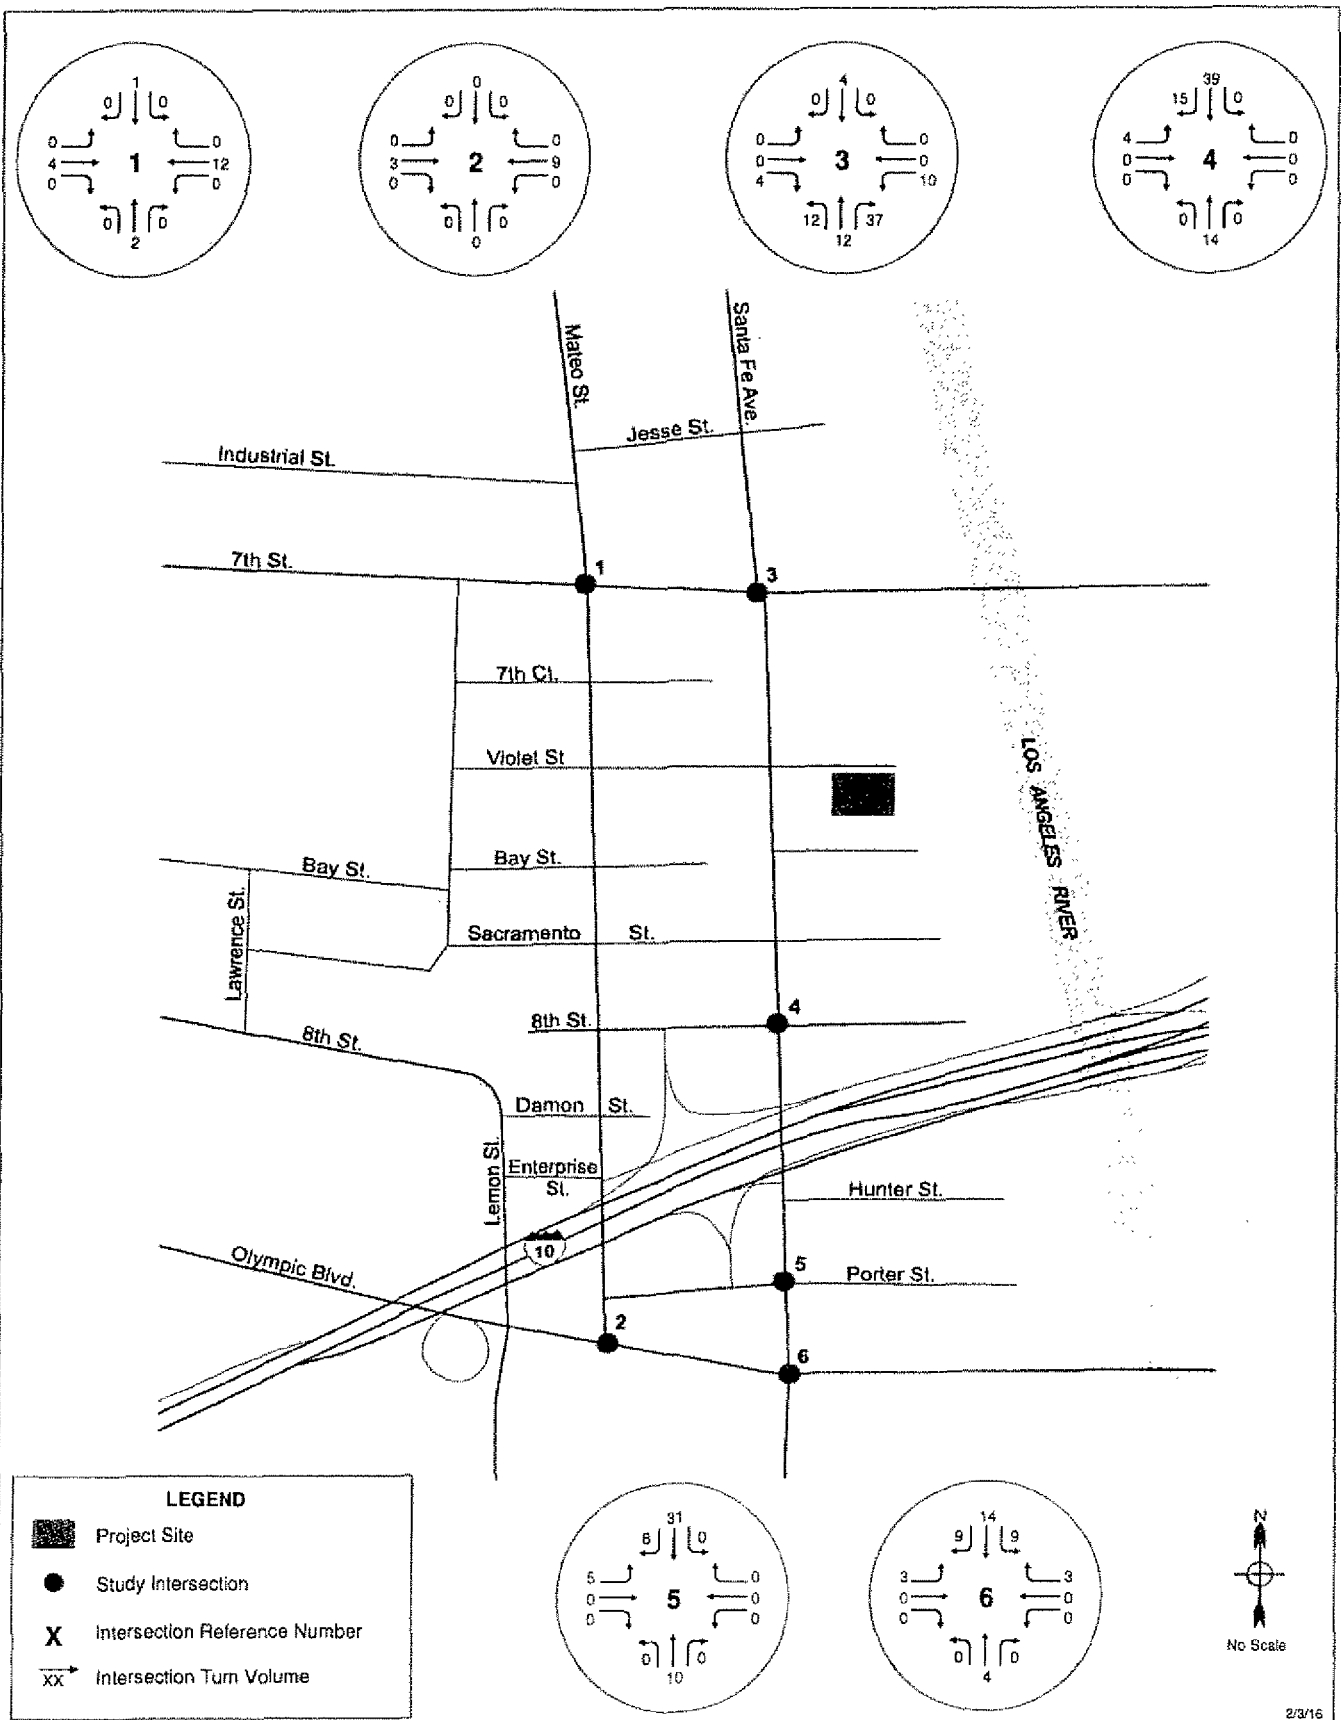 1
0 0
0 0
4 1 12
0 0
0 0
2
0
0 0
0 0
3 2 9
0 0
0 0
0
4
0 0
0 0
0 3 0
4 10
12 37
12
39
15 0
4 0
0 4 0
0 0
0 0
14
Mateo St.
Santa Fe Ave.
Jesse St.
Industrial St.
7th St.
1
3
7th Ct.
Violet St
LOS ANGELES RIVER
Bay St.
Bay St.
Lawrence St.
Sacramento St.
4
8th St.
8th St.
Damon St.
Lemon St.
Enterprise
St.
Hunter St.
10
Olympic Blvd.
5
Porter St.
2
6
LEGEND
Project Site
Study Intersection
X Intersection Reference Number
XX Intersection Turn Volume
31
0
5 0
0 5 0
0 0
0 0
10
14
9 9
3 3
0 6 0
0 0
0 0
4
N
No Scale
2/3/16